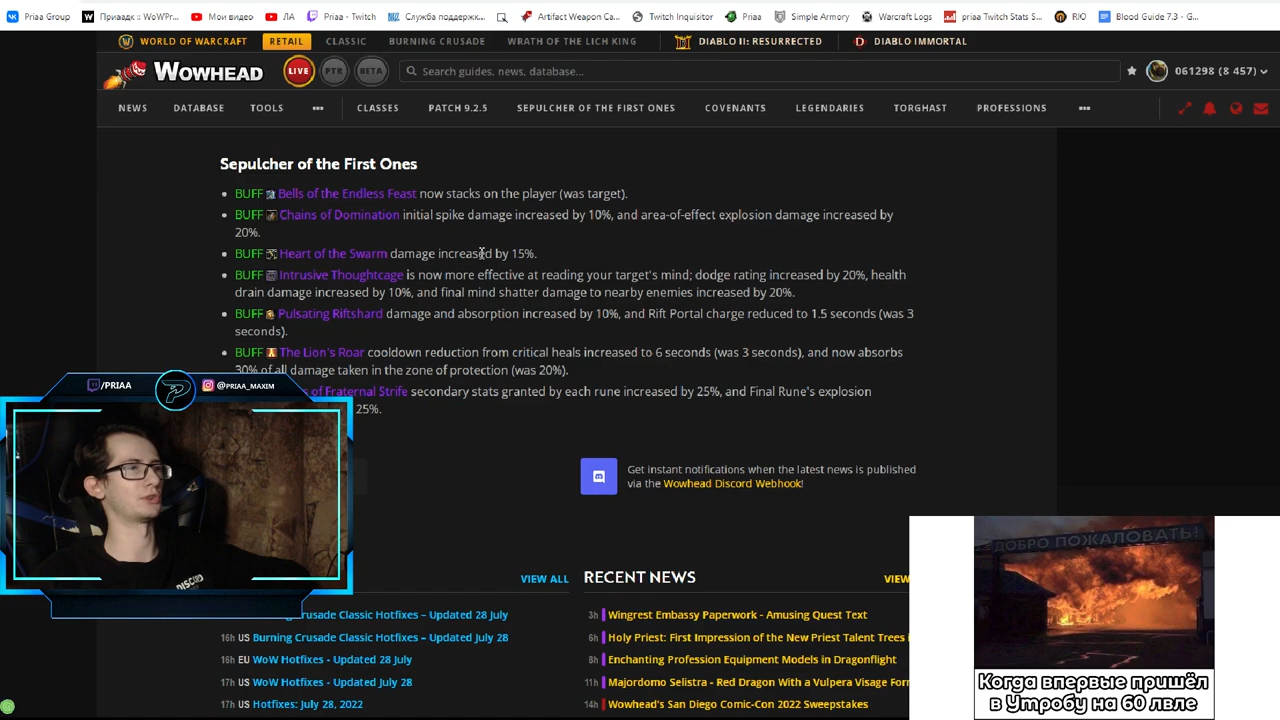 Priaa Group
Приаадк :: WoWPr...
Мои видео
ЛА
Priaa - Twitch
Служба поддержк...
Artifact Weapon Ca...
Twitch Inquisitor
Priaa
Simple Armory
Warcraft Logs
priaa Twitch Stats S...
RIO
Blood Guide 7.3 - G...
WORLD OF WARCRAFT RETAIL CLASSIC BURNING CRUSADE WRATH OF THE LICH KING DIABLO II: RESURRECTED DIABLO IMMORTAL
WOWHEAD LIVE PTR BETA Search guides, news, database... 061298 (8 457)
NEWS DATABASE TOOLS ••• CLASSES PATCH 9.2.5 SEPULCHER OF THE FIRST ONES COVENANTS LEGENDARIES TORGHAST PROFESSIONS •••
Sepulcher of the First Ones
BUFF Bells of the Endless Feast now stacks on the player (was target).
BUFF Chains of Domination initial spike damage increased by 10%, and area-of-effect explosion damage increased by
20%.
BUFF Heart of the Swarm damage increased by 15%.
BUFF Intrusive Thoughtcage is now more effective at reading your target's mind; dodge rating increased by 20%, health
drain damage increased by 10%, and final mind shatter damage to nearby enemies increased by 20%.
BUFF Pulsating Riftshard damage and absorption increased by 10%, and Rift Portal charge reduced to 1.5 seconds (was 3
seconds).
BUFF The Lion's Roar cooldown reduction from critical heals increased to 6 seconds (was 3 seconds), and now absorbs
30% of all damage taken in the zone of protection (was 20%).
of Fraternal Strife secondary stats granted by each rune increased by 25%, and Final Rune's explosion
25%.
/PRIAA @PRIAA_MAXIM
Get instant notifications when the latest news is published
via the Wowhead Discord Webhook!
VIEW ALL
Crusade Classic Hotfixes – Updated 28 July
16h US Burning Crusade Classic Hotfixes - Updated July 28
16h EU WoW Hotfixes - Updated 28 July
17h US WoW Hotfixes - Updated July 28
17h US Hotfixes: July 28, 2022
RECENT NEWS VIEW
3h Wingrest Embassy Paperwork - Amusing Quest Text
6h Holy Priest: First Impression of the New Priest Talent Trees i
8h Enchanting Profession Equipment Models in Dragonflight
11h Majordomo Selistra - Red Dragon With a Vulpera Visage Form
14h Wowhead's San Diego Comic-Con 2022 Sweepstakes
ДОБРО ПОЖАЛОВАТЬ!
Когда впервые пришёл
в Утробу на 60 лвле